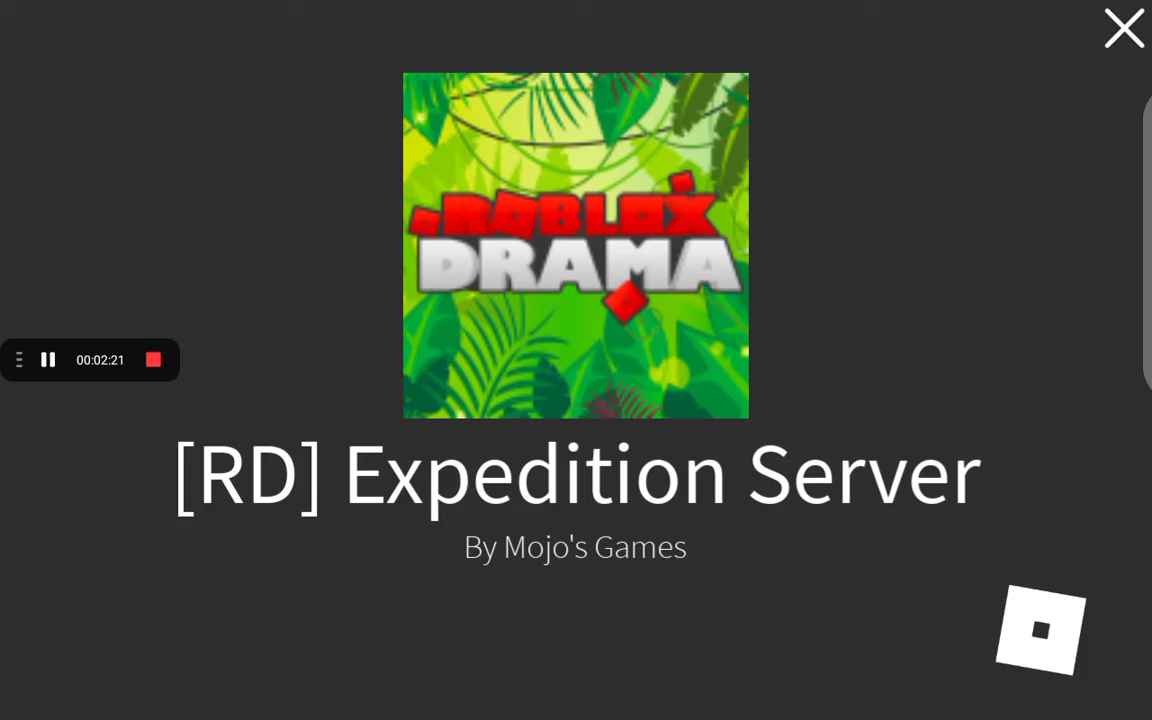 ROBLOX
DRAMA
00:02:21
[RD] Expedition Server
By Mojo's Games